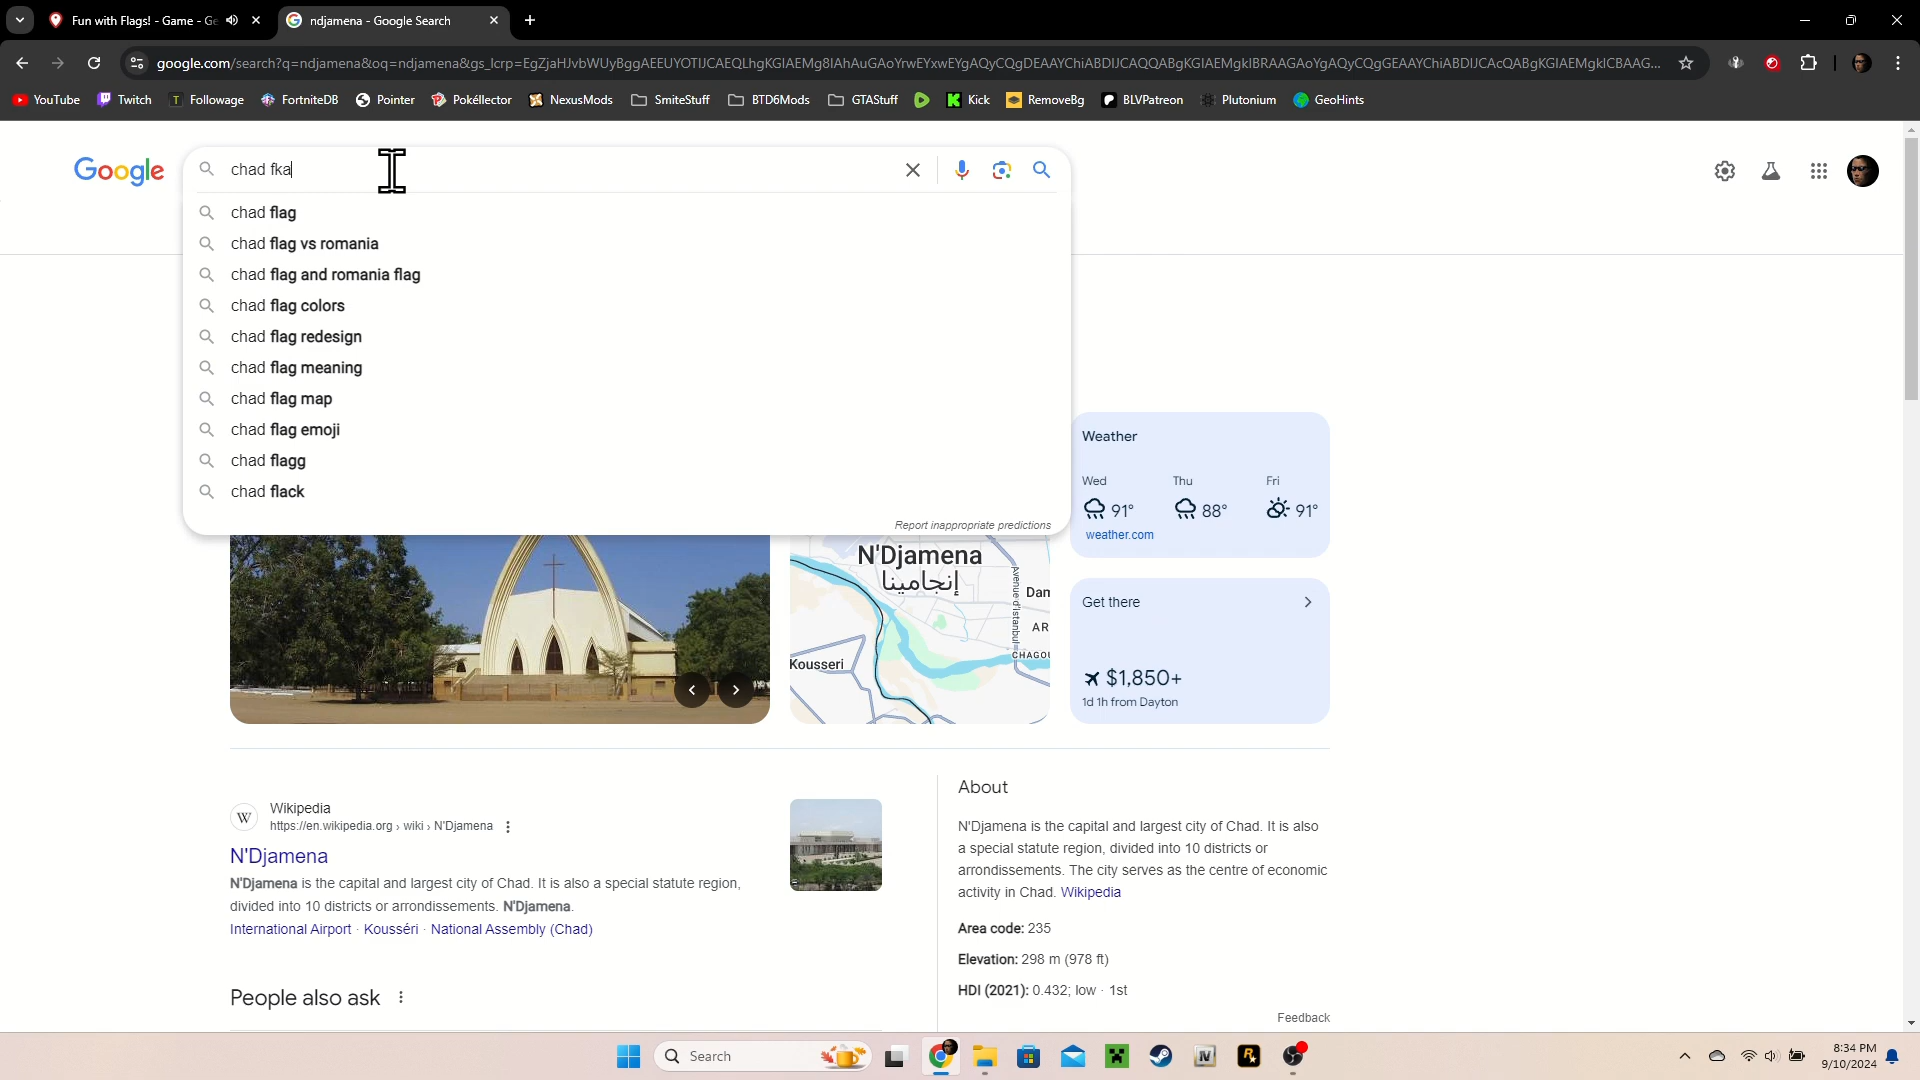 Fun with Flags! - Game - Ge
ndjamena - Google Search
google.com/search?q=ndjamena&oq=ndjamena&gs_lcrp=
YouTube
Twitch
Followage
FortniteDB
Pointer
Pokéllector
NexusMods
SmiteStuff
BTD6Mods
GTAStuff
Kick
RemoveBg
BLVPatreon
Plutonium
GeoHints
Google
chad fka
chad flag
chad flag vs romania
chad flag and romania flag
chad flag colors
chad flag redesign
chad flag meaning
chad flag map
chad flag emoji
chad flagg
chad flack
Report inappropriate predictions
Weather
Wed Thu Fri
91° 88° 91°
weather.com
N'Djamena
إنجامينا
Avenue d'Istanbul
Dam
AR
CHAGOU
Kousseri
Get there
$1,850+
1d 1h from Dayton
W
Wikipedia
https://en.wikipedia.org › wiki › N'Djamena
N'Djamena
N'Djamena is the capital and largest city of Chad. It is also a special statute region,
divided into 10 districts or arrondissements. N'Djamena.
International Airport · Kousséri · National Assembly (Chad)
People also ask
About
N'Djamena is the capital and largest city of Chad. It is also
a special statute region, divided into 10 districts or
arrondissements. The city serves as the centre of economic
activity in Chad. Wikipedia
Area code: 235
Elevation: 298 m (978 ft)
HDI (2021): 0.432; low · 1st
Feedback
Search
8:34 PM
9/10/2024